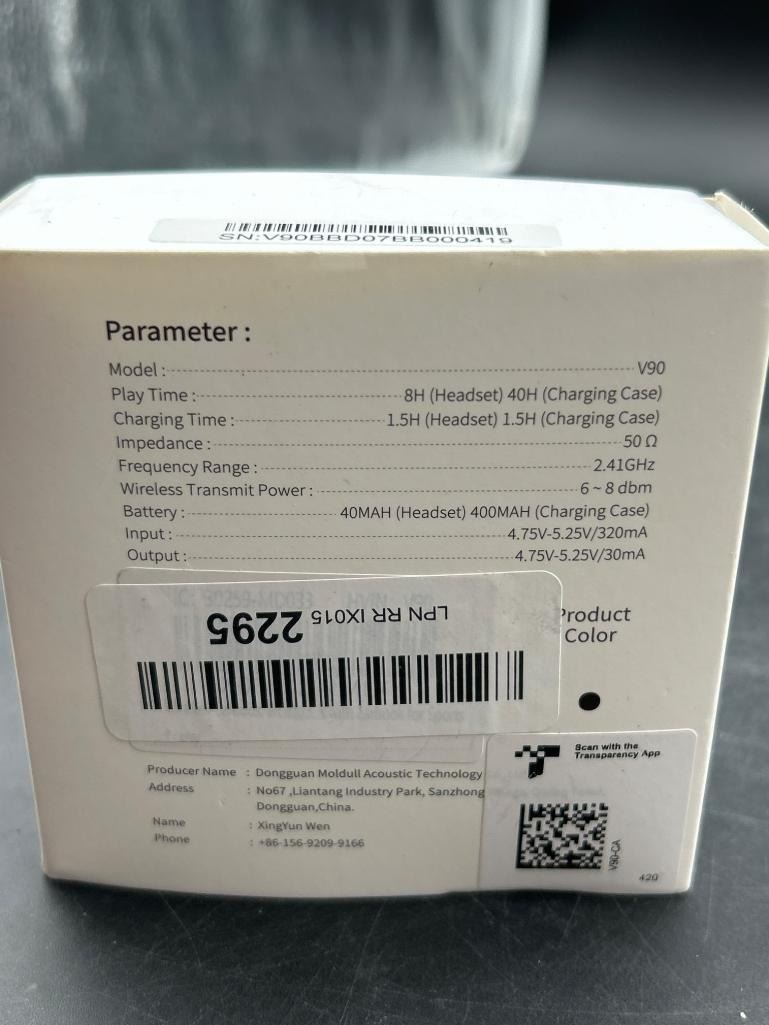 SN:V90BBD07BB000419
Parameter :
Model : V90
Play Time : 8H (Headset) 40H (Charging Case)
Charging Time : 1.5H (Headset) 1.5H (Charging Case)
Impedance : 50 Ω
Frequency Range : 2.41GHz
Wireless Transmit Power : 6 ~ 8 dbm
Battery : 40MAH (Headset) 400MAH (Charging Case)
Input : 4.75V-5.25V/320mA
Output : 4.75V-5.25V/30mA
LPN RR IX015 2295
Product
Color
Scan with the
Transparency App
V90-CA
420
Producer Name : Dongguan Moldull Acoustic Technology
Address : No67 ,Liantang Industry Park, Sanzhong
Dongguan,China.
Name : XingYun Wen
Phone : +86-156-9209-9166